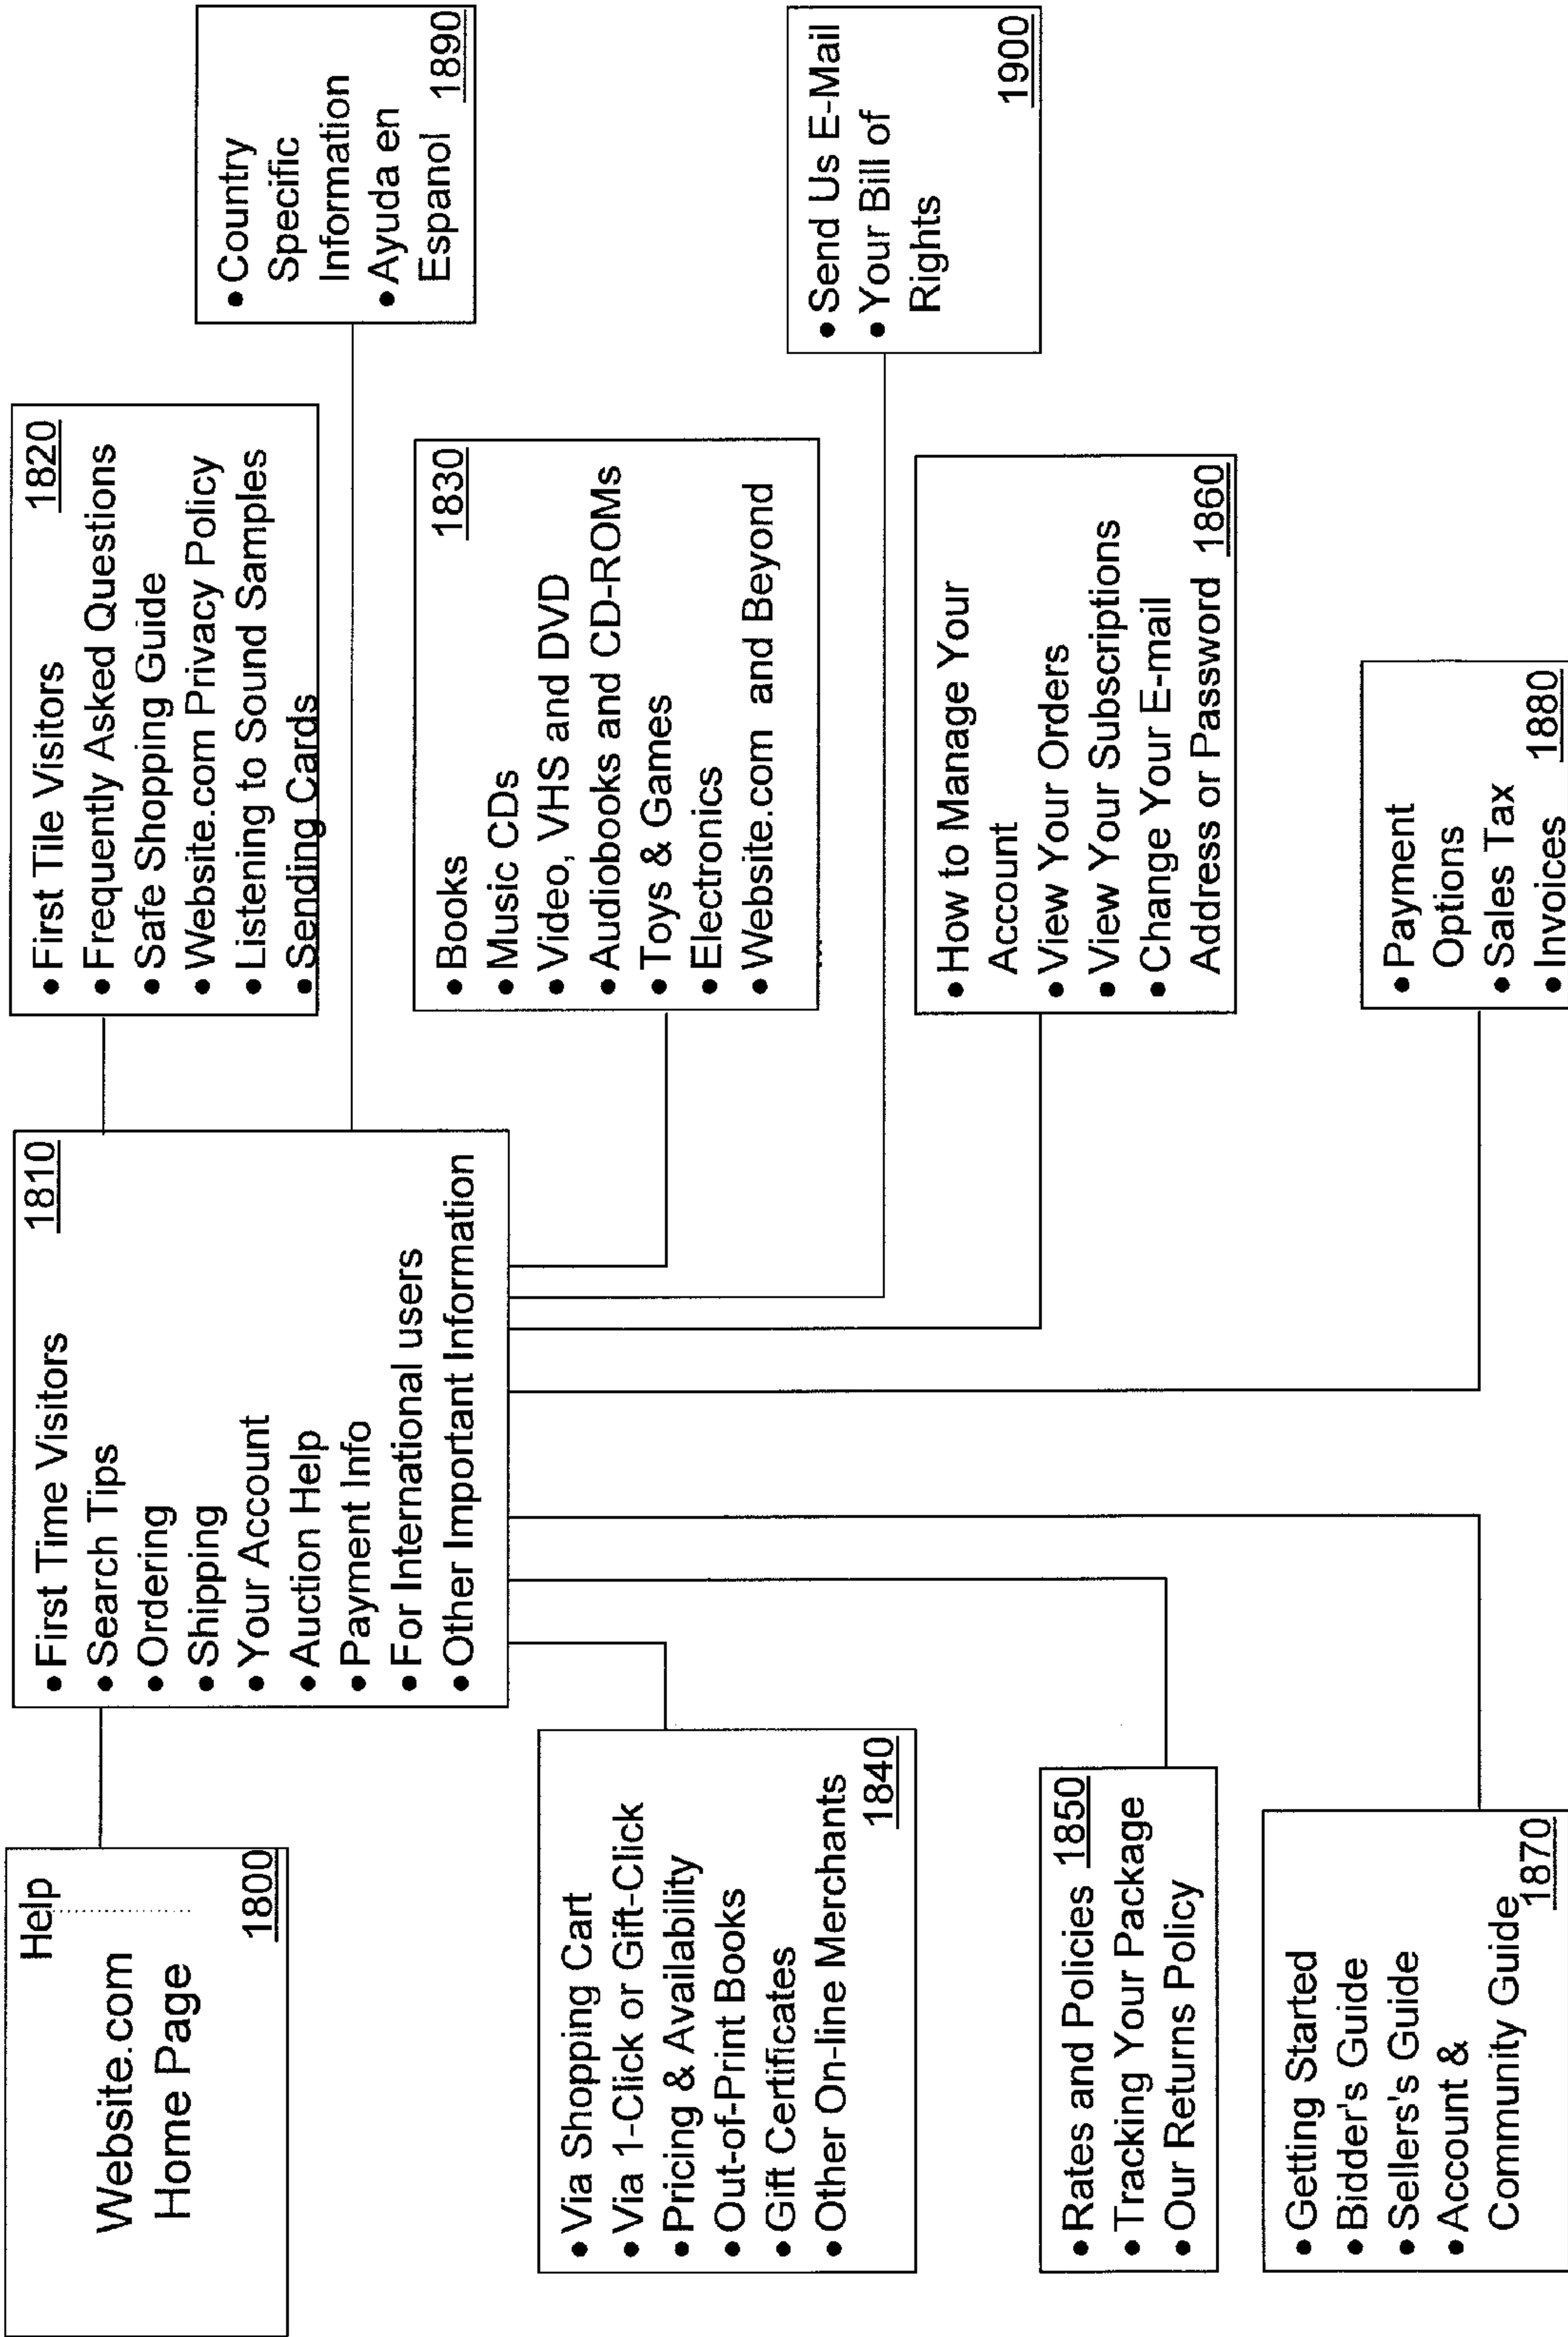 Help
Website.com
Home Page
1800
1810
• First Time Visitors
• Search Tips
• Ordering
• Shipping
• Your Account
• Auction Help
• Payment Info
• For International users
• Other Important Information
• First Tile Visitors 1820
• Frequently Asked Questions
• Safe Shopping Guide
• Website.com Privacy Policy
• Listening to Sound Samples
• Sending Cards
• Country
Specific
Information
• Ayuda en
Espanol 1890
• Books 1830
• Music CDs
• Video, VHS and DVD
• Audiobooks and CD-ROMs
• Toys & Games
• Electronics
• Website.com and Beyond
• Send Us E-Mail
• Your Bill of
Rights
1900
• Via Shopping Cart
• Via 1-Click or Gift-Click
• Pricing & Availability
• Out-of-Print Books
• Gift Certificates
• Other On-line Merchants
1840
• How to Manage Your
Account
• View Your Orders
• View Your Subscriptions
• Change Your E-mail
Address or Password 1860
• Rates and Policies 1850
• Tracking Your Package
• Our Returns Policy
• Getting Started
• Bidder's Guide
• Sellers's Guide
• Account &
Community Guide
1870
• Payment
Options
• Sales Tax
• Invoices 1880